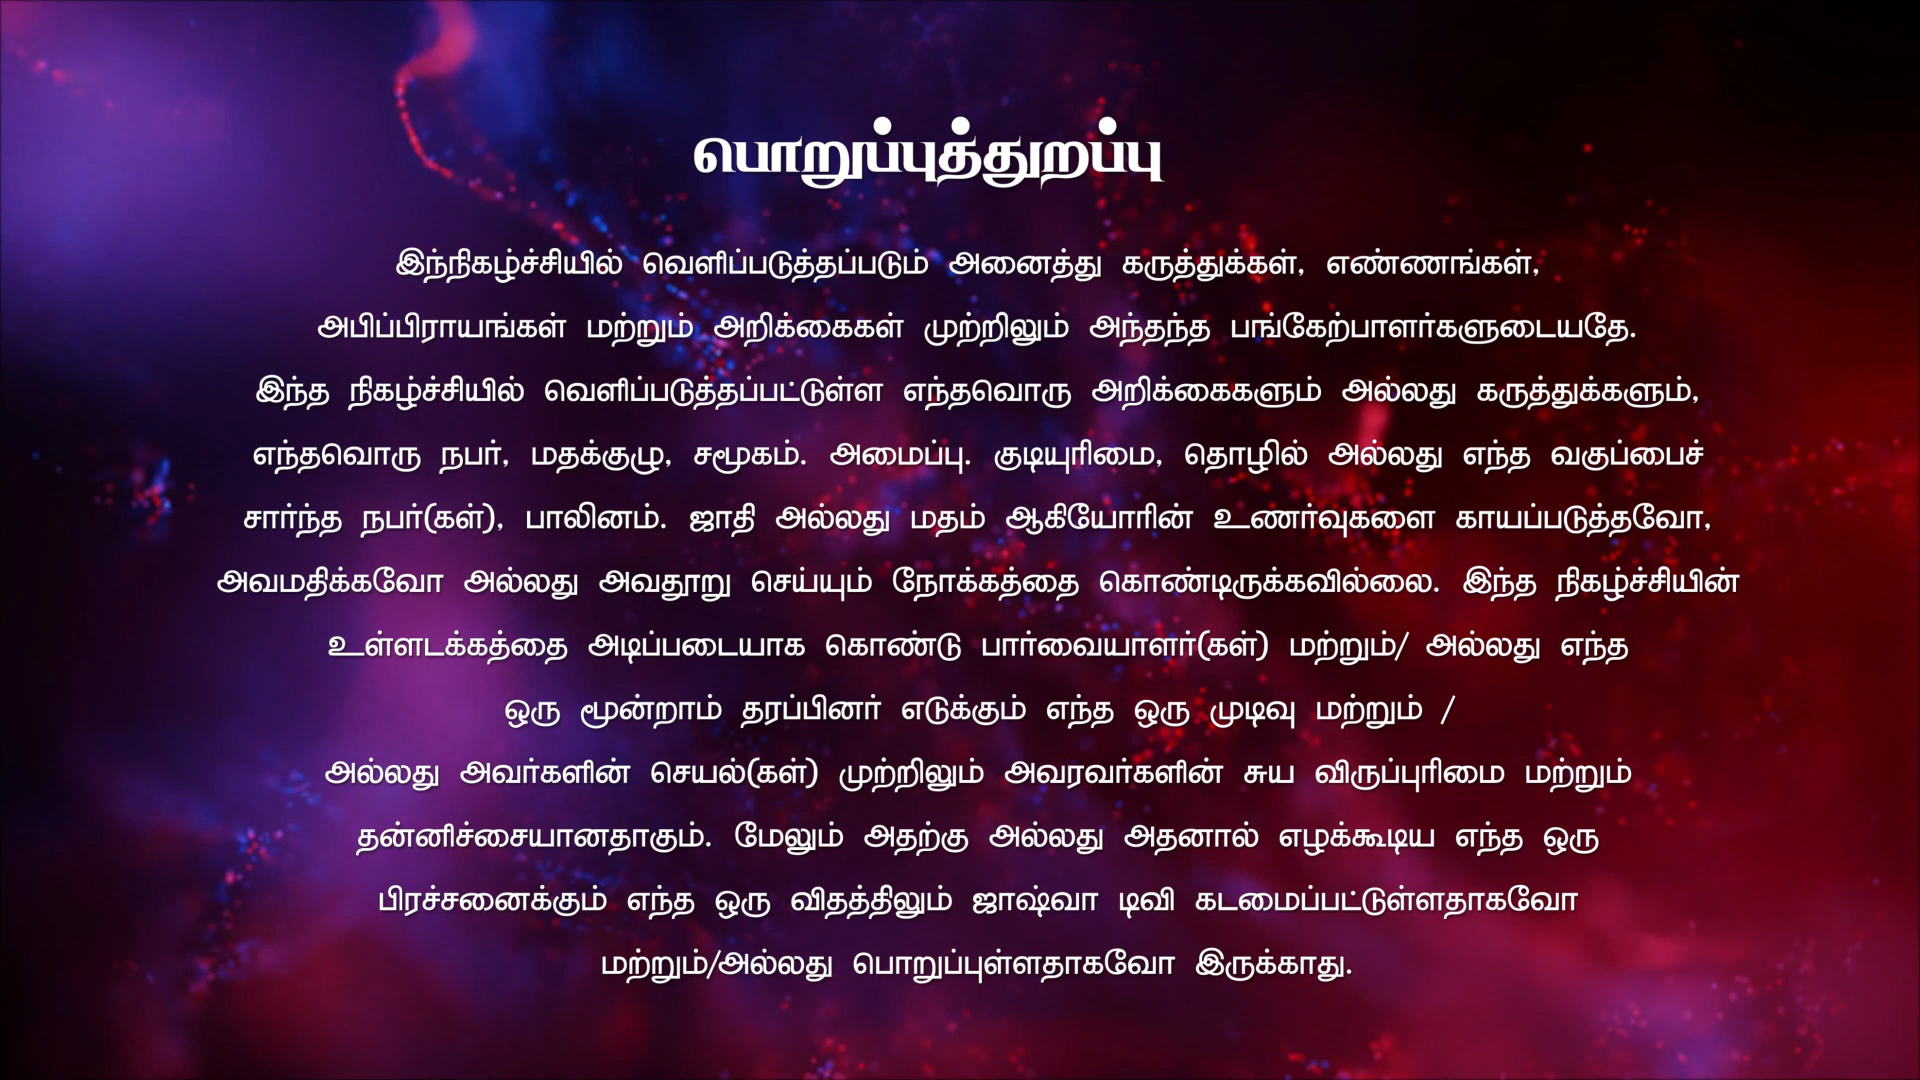 பொறுப்புத்துறப்பு
இந்நிகழ்ச்சியில் வெளிப்படுத்தப்படும் அனைத்து கருத்துக்கள், எண்ணங்கள்,
அபிப்பிராயங்கள் மற்றும் அறிக்கைகள் முற்றிலும் அந்தந்த பங்கேற்பாளர்களுடையதே.
இந்த நிகழ்ச்சியில் வெளிப்படுத்தப்பட்டுள்ள எந்தவொரு அறிக்கைகளும் அல்லது கருத்துக்களும்,
எந்தவொரு நபர், மதக்குழு, சமூகம். அமைப்பு. குடியுரிமை, தொழில் அல்லது எந்த வகுப்பைச்
சார்ந்த நபர்(கள்), பாலினம். ஜாதி அல்லது மதம் ஆகியோரின் உணர்வுகளை காயப்படுத்தவோ,
அவமதிக்கவோ அல்லது அவதூறு செய்யும் நோக்கத்தை கொண்டிருக்கவில்லை. இந்த நிகழ்ச்சியின்
உள்ளடக்கத்தை அடிப்படையாக கொண்டு பார்வையாளர்(கள்) மற்றும்/ அல்லது எந்த
ஒரு மூன்றாம் தரப்பினர் எடுக்கும் எந்த ஒரு முடிவு மற்றும் /
அல்லது அவர்களின் செயல்(கள்) முற்றிலும் அவரவர்களின் சுய விருப்புரிமை மற்றும்
தன்னிச்சையானதாகும். மேலும் அதற்கு அல்லது அதனால் எழக்கூடிய எந்த ஒரு
பிரச்சனைக்கும் எந்த ஒரு விதத்திலும் ஜாஷ்வா டிவி கடமைப்பட்டுள்ளதாகவோ
மற்றும்/அல்லது பொறுப்புள்ளதாகவோ இருக்காது.